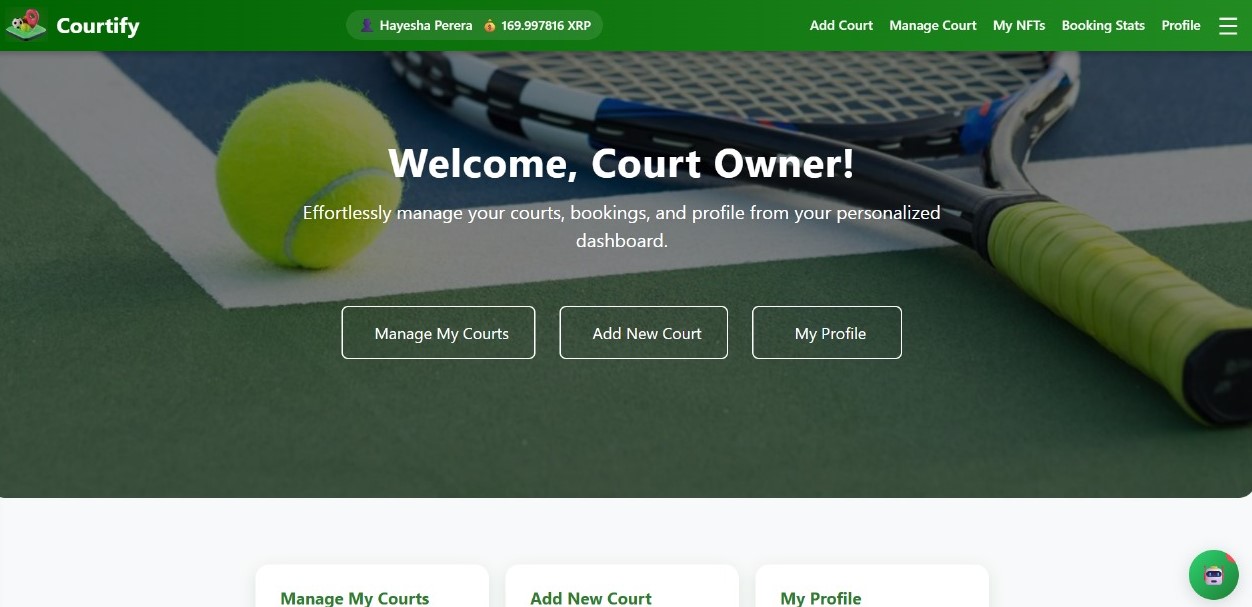 Courtify
Hayesha Perera 169.997816 XRP
Add Court Manage Court My NFTs Booking Stats Profile
Welcome, Court Owner!
Effortlessly manage your courts, bookings, and profile from your personalized
dashboard.
Manage My Courts Add New Court My Profile
Manage My Courts Add New Court My Profile